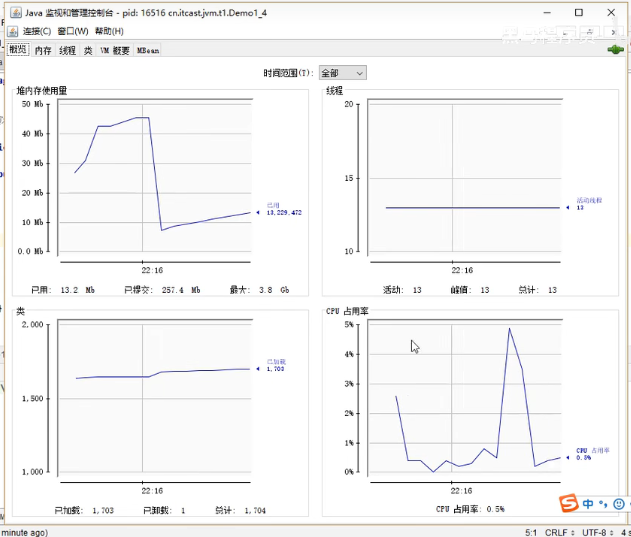 Java 监视和管理控制台 - pid: 16516 cn.itcast.jvm.t1.Demo1_4
连接(C) 窗口(W) 帮助(H)
概览 内存 线程 类 VM 概要 MBean
时间范围(T): 全部
堆内存使用量
50 Mb
40 Mb
30 Mb
20 Mb
10 Mb
0.0 Mb
已用
13,229,472
22:16
已用: 13.2 Mb 已提交: 257.4 Mb 最大: 3.8 Gb
线程
20
15
10
活动线程
13
22:16
活动: 13 峰值: 13 总计: 13
类
2,000
1,500
1,000
已加载
1,703
22:16
已加载: 1,703 已卸载: 1 总计: 1,704
CPU 占用率
5%
4%
3%
2%
1%
0%
CPU 占用率
0.5%
22:16
CPU 占用率: 0.5%
中
minute ago)
5:1 CRLF UTF-8 4 s